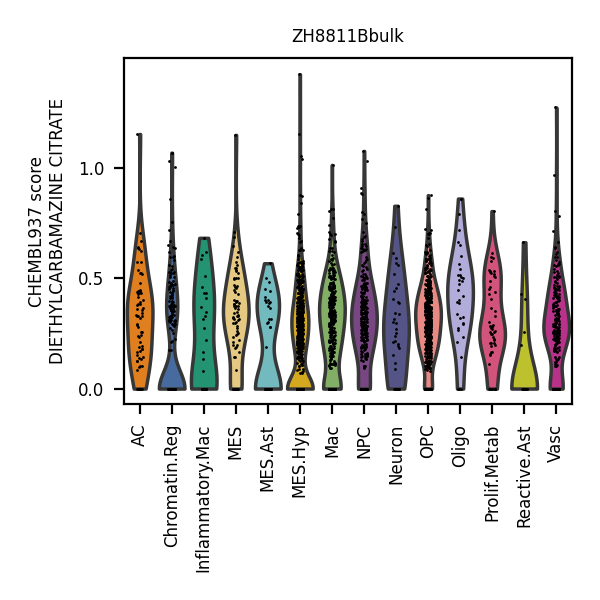 ZH8811Bbulk
CHEMBL937 score
DIETHYLCARBAMAZINE CITRATE
1.0
0.5
0.0
AC
Chromatin.Reg
Inflammatory.Mac
MES
MES.Ast
MES.Hyp
Mac
NPC
Neuron
OPC
Oligo
Prolif.Metab
Reactive.Ast
Vasc